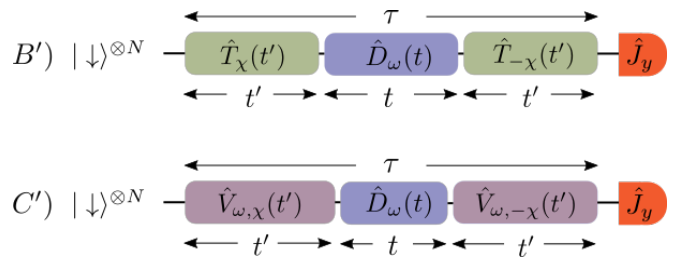 τ
B′) |↓⟩^{⊗N} T̂_χ(t′) D̂_ω(t) T̂_{−χ}(t′) Ĵ_y
t′ t t′
τ
C′) |↓⟩^{⊗N} V̂_{ω,χ}(t′) D̂_ω(t) V̂_{ω,−χ}(t′) Ĵ_y
t′ t t′